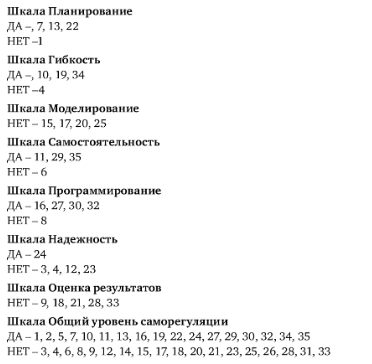 Шкала Планирование
ДА –, 7, 13, 22
НЕТ –1
Шкала Гибкость
ДА –, 10, 19, 34
НЕТ –4
Шкала Моделирование
НЕТ – 15, 17, 20, 25
Шкала Самостоятельность
ДА – 11, 29, 35
НЕТ – 6
Шкала Программирование
ДА – 16, 27, 30, 32
НЕТ – 8
Шкала Надежность
ДА – 24
НЕТ – 3, 4, 12, 23
Шкала Оценка результатов
НЕТ – 9, 18, 21, 28, 33
Шкала Общий уровень саморегуляции
ДА – 1, 2, 5, 7, 10, 11, 13, 16, 19, 22, 24, 27, 29, 30, 32, 34, 35
НЕТ – 3, 4, 6, 8, 9, 12, 14, 15, 17, 18, 20, 21, 23, 25, 26, 28, 31, 33